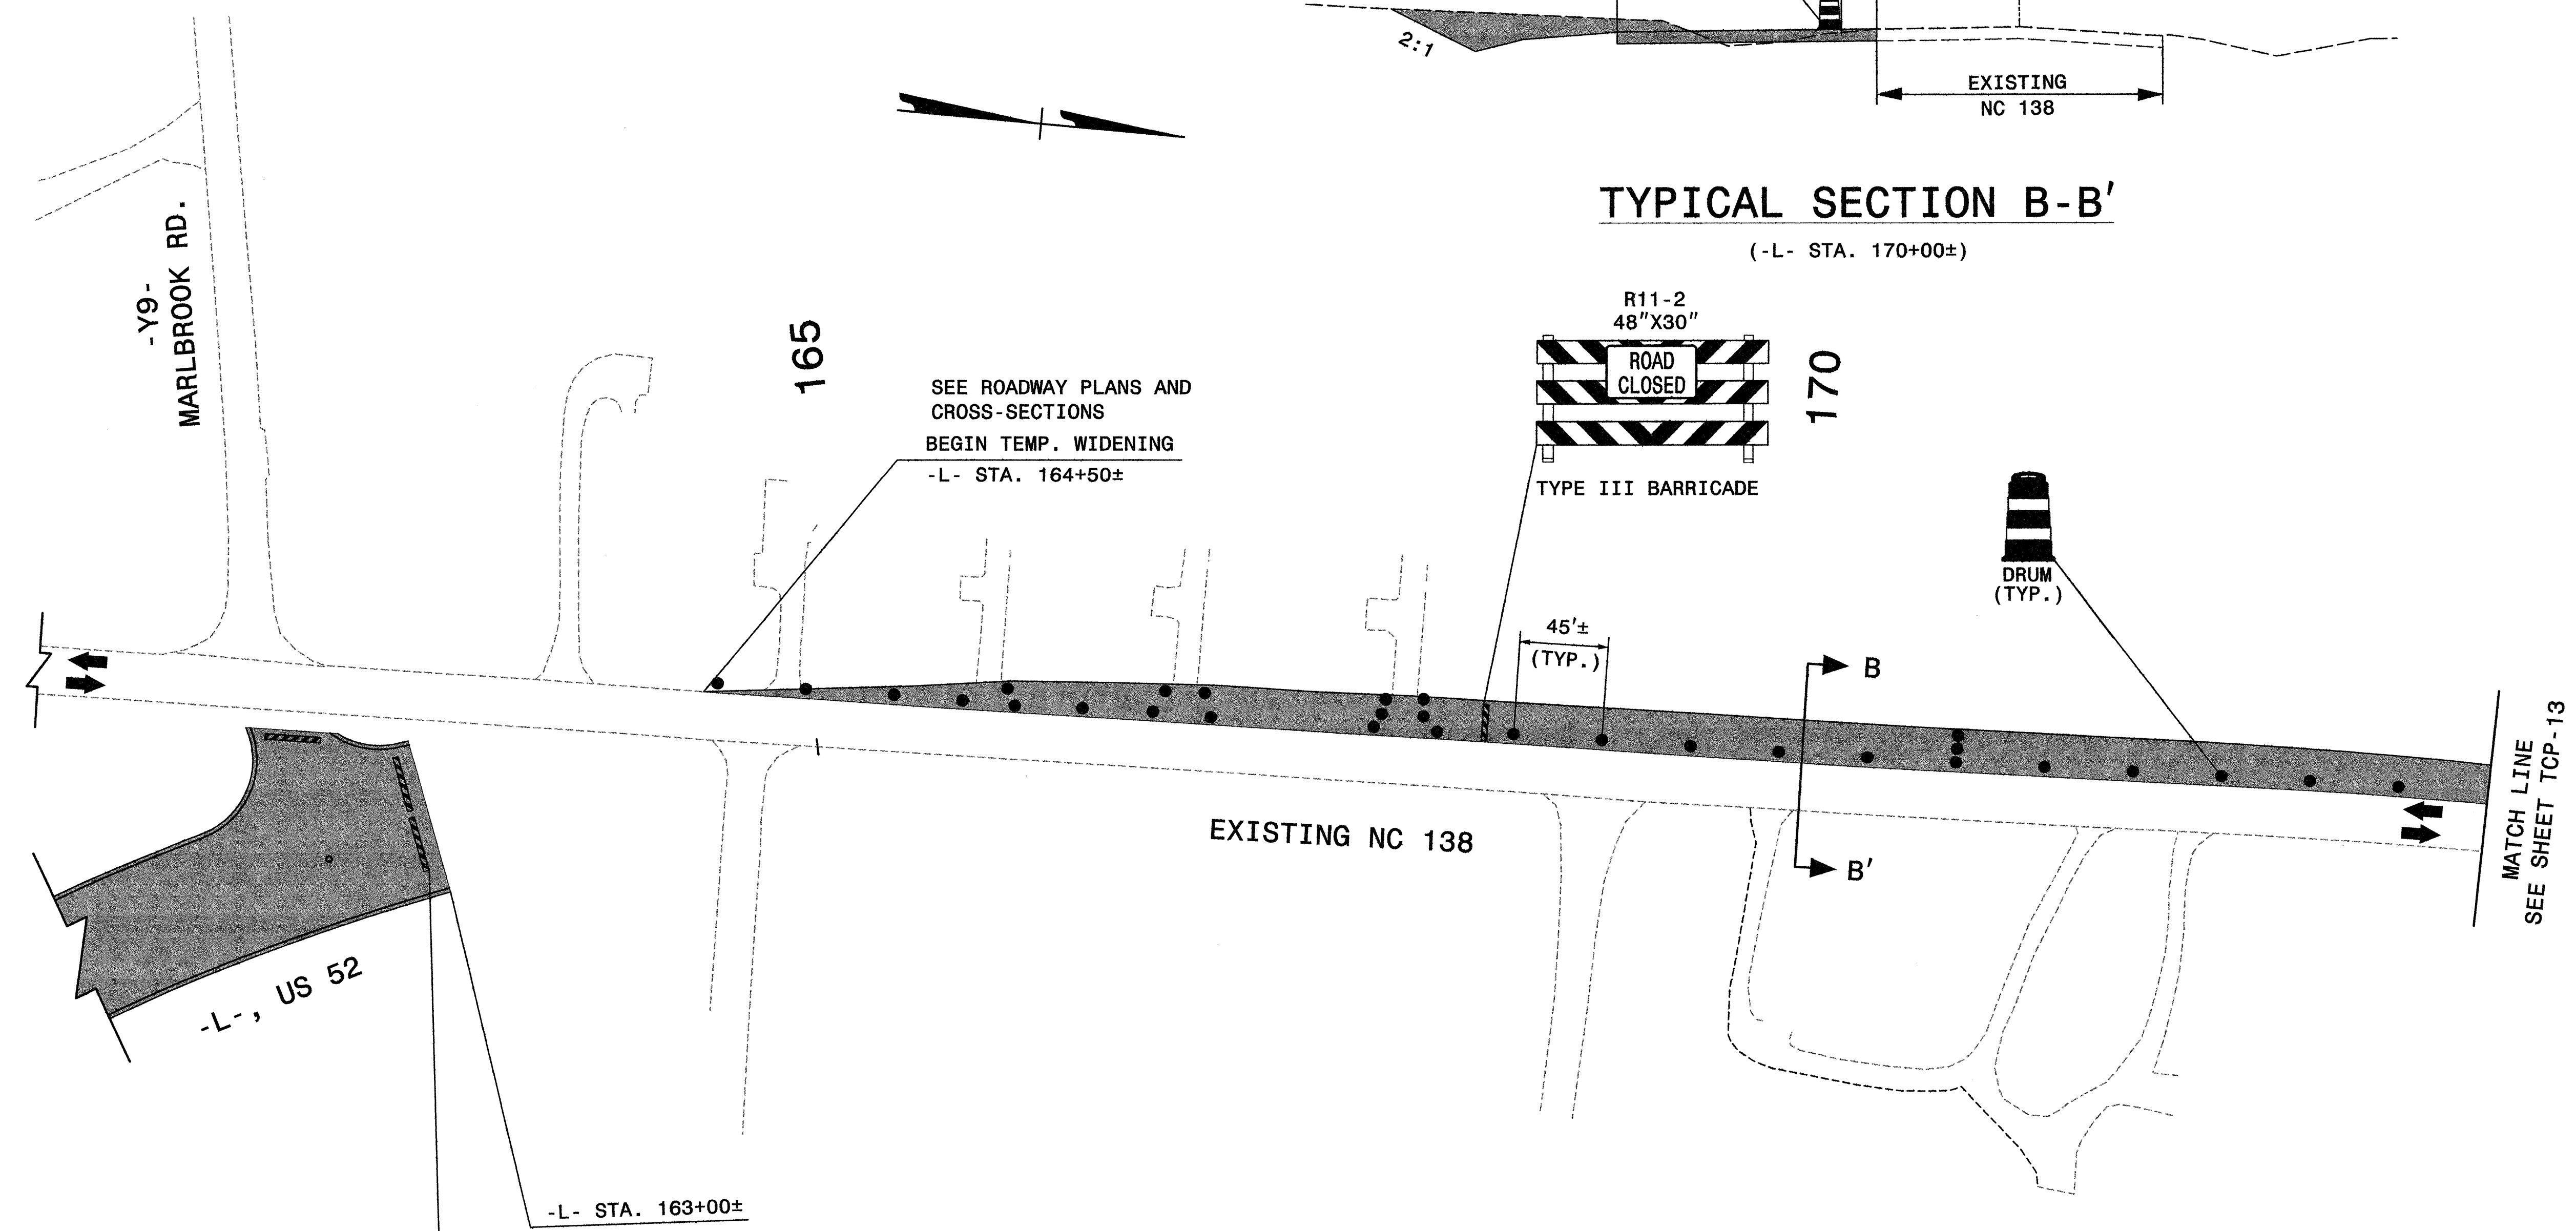 2:1
EXISTING
NC 138
TYPICAL SECTION B-B'
(-L- STA. 170+00±)
-Y9-
MARLBROOK RD.
165
SEE ROADWAY PLANS AND
CROSS-SECTIONS
BEGIN TEMP. WIDENING
-L- STA. 164+50±
R11-2
48"X30"
ROAD
CLOSED
TYPE III BARRICADE
170
DRUM
(TYP.)
45'±
(TYP.)
B
B'
EXISTING NC 138
MATCH LINE
SEE SHEET TCP-13
-L-, US 52
-L- STA. 163+00±